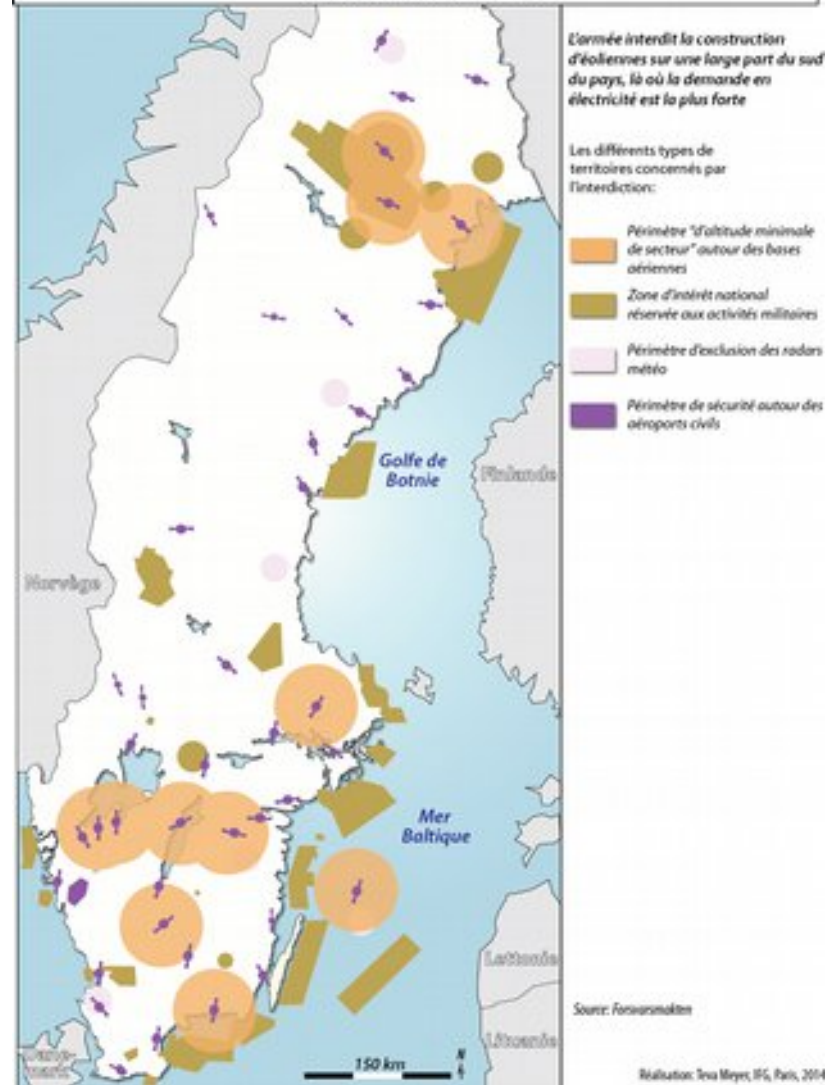 L'armée interdit la construction
d'éoliennes sur une large part du sud
du pays, là où la demande en
électricité est la plus forte
Les différents types de
territoires concernés par
l'interdiction:
Périmètre "d'altitude minimale
de secteur" autour des bases
aériennes
Zone d'intérêt national
réservée aux activités militaires
Périmètre d'exclusion des radars
météo
Périmètre de sécurité autour des
aéroports civils
Golfe de
Botnie
Finlande
Norvège
Mer
Baltique
Lettonie
Lituanie
Dane-
mark
150 km
N
Source: Forsvarsmakten
Réalisation: Teva Meyer, IFG, Paris, 2014